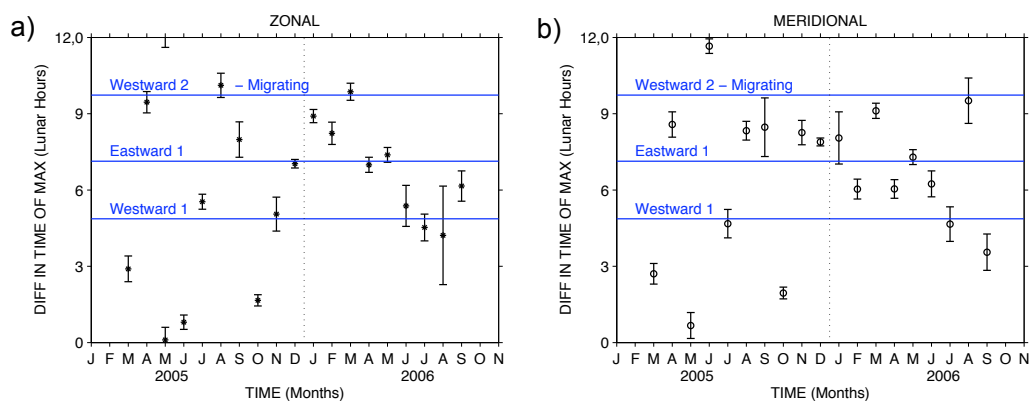 a) ZONAL
12,0
Westward 2 – Migrating
9
Eastward 1
6
Westward 1
3
0
DIFF IN TIME OF MAX (Lunar Hours)
J F M A M J J A S O N D J F M A M J J A S O N
2005 2006
TIME (Months)
b) MERIDIONAL
12,0
Westward 2 – Migrating
9
Eastward 1
6
Westward 1
3
0
DIFF IN TIME OF MAX (Lunar Hours)
J F M A M J J A S O N D J F M A M J J A S O N
2005 2006
TIME (Months)